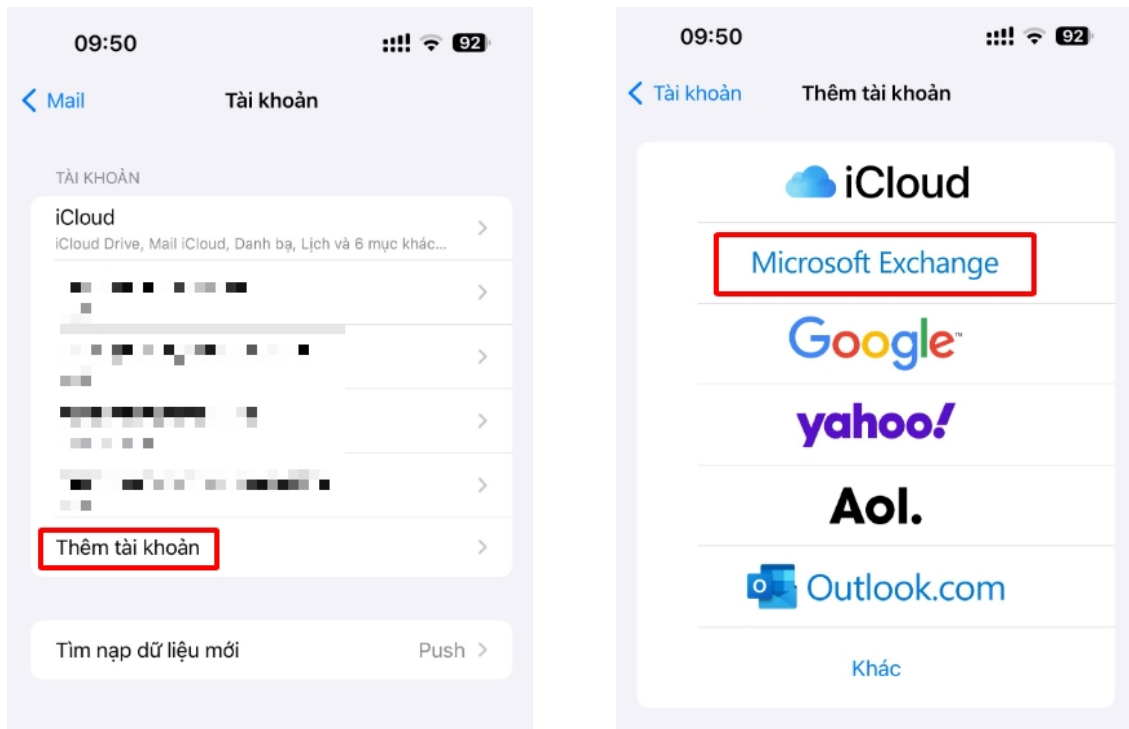 09:50
92
Mail
Tài khoản
TÀI KHOẢN
iCloud
iCloud Drive, Mail iCloud, Danh bạ, Lịch và 6 mục khác...
Thêm tài khoản
Tìm nạp dữ liệu mới
Push
09:50
92
Tài khoản
Thêm tài khoản
iCloud
Microsoft Exchange
Google™
yahoo!
Aol.
Outlook.com
Khác